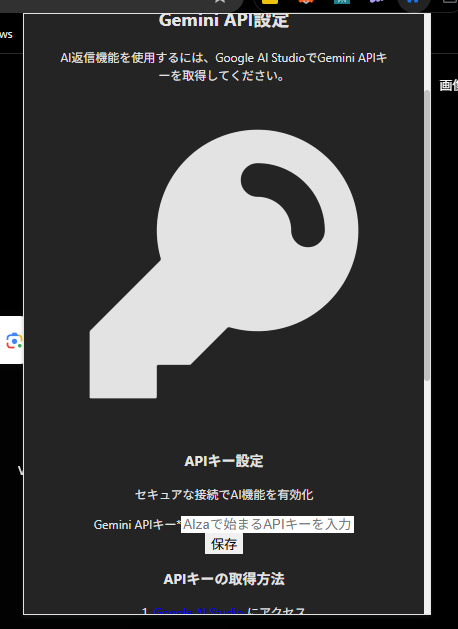 ws
Gemini API設定
AI返信機能を使用するには、Google AI StudioでGemini APIキ
ーを取得してください。
APIキー設定
セキュアな接続でAI機能を有効化
Gemini APIキー*AIzaで始まるAPIキーを入力
保存
APIキーの取得方法
1. Google AI Studioにアクセス